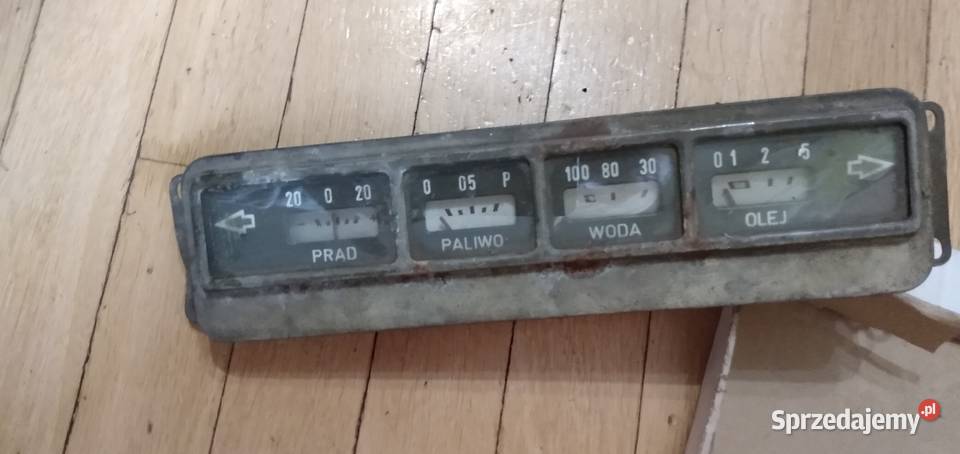 20 0 20
PRAD
0 05 P
PALIWO
100 80 30
WODA
0 1 2 5
OLEJ
Sprzedajemy.pl